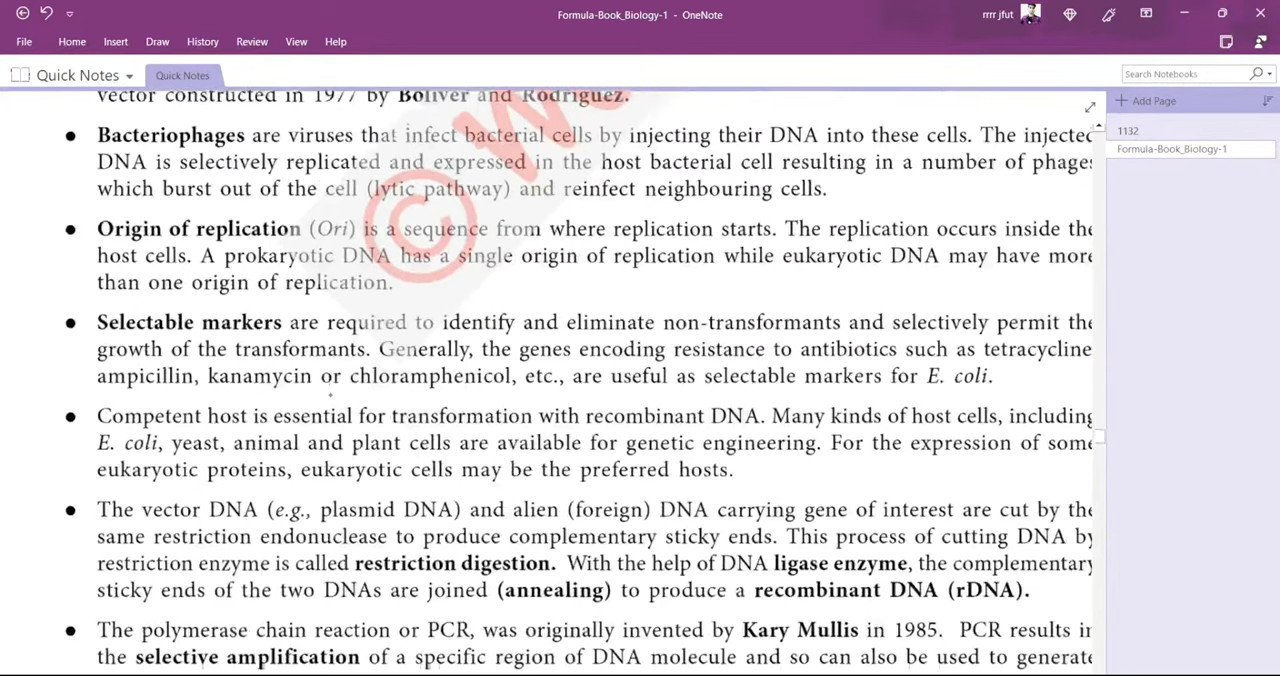 Formula-Book_Biology-1 - OneNote
rrrr jfut
File Home Insert Draw History Review View Help
Quick Notes
Quick Notes
Search Notebooks
Add Page
1132
Formula-Book_Biology-1
vector constructed in 1977 by Boliver and Rodriguez.
● Bacteriophages are viruses that infect bacterial cells by injecting their DNA into these cells. The injected
DNA is selectively replicated and expressed in the host bacterial cell resulting in a number of phages
which burst out of the cell (lytic pathway) and reinfect neighbouring cells.
● Origin of replication (Ori) is a sequence from where replication starts. The replication occurs inside the
host cells. A prokaryotic DNA has a single origin of replication while eukaryotic DNA may have more
than one origin of replication.
● Selectable markers are required to identify and eliminate non-transformants and selectively permit the
growth of the transformants. Generally, the genes encoding resistance to antibiotics such as tetracycline
ampicillin, kanamycin or chloramphenicol, etc., are useful as selectable markers for E. coli.
● Competent host is essential for transformation with recombinant DNA. Many kinds of host cells, including
E. coli, yeast, animal and plant cells are available for genetic engineering. For the expression of some
eukaryotic proteins, eukaryotic cells may be the preferred hosts.
● The vector DNA (e.g., plasmid DNA) and alien (foreign) DNA carrying gene of interest are cut by the
same restriction endonuclease to produce complementary sticky ends. This process of cutting DNA by
restriction enzyme is called restriction digestion. With the help of DNA ligase enzyme, the complementary
sticky ends of the two DNAs are joined (annealing) to produce a recombinant DNA (rDNA).
● The polymerase chain reaction or PCR, was originally invented by Kary Mullis in 1985. PCR results in
the selective amplification of a specific region of DNA molecule and so can also be used to generate